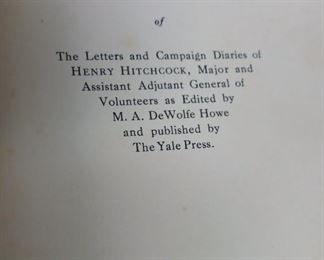 of
The Letters and Campaign Diaries of
HENRY HITCHCOCK, Major and
Assistant Adjutant General of
Volunteers as Edited by
M. A. DeWolfe Howe
and published by
The Yale Press.